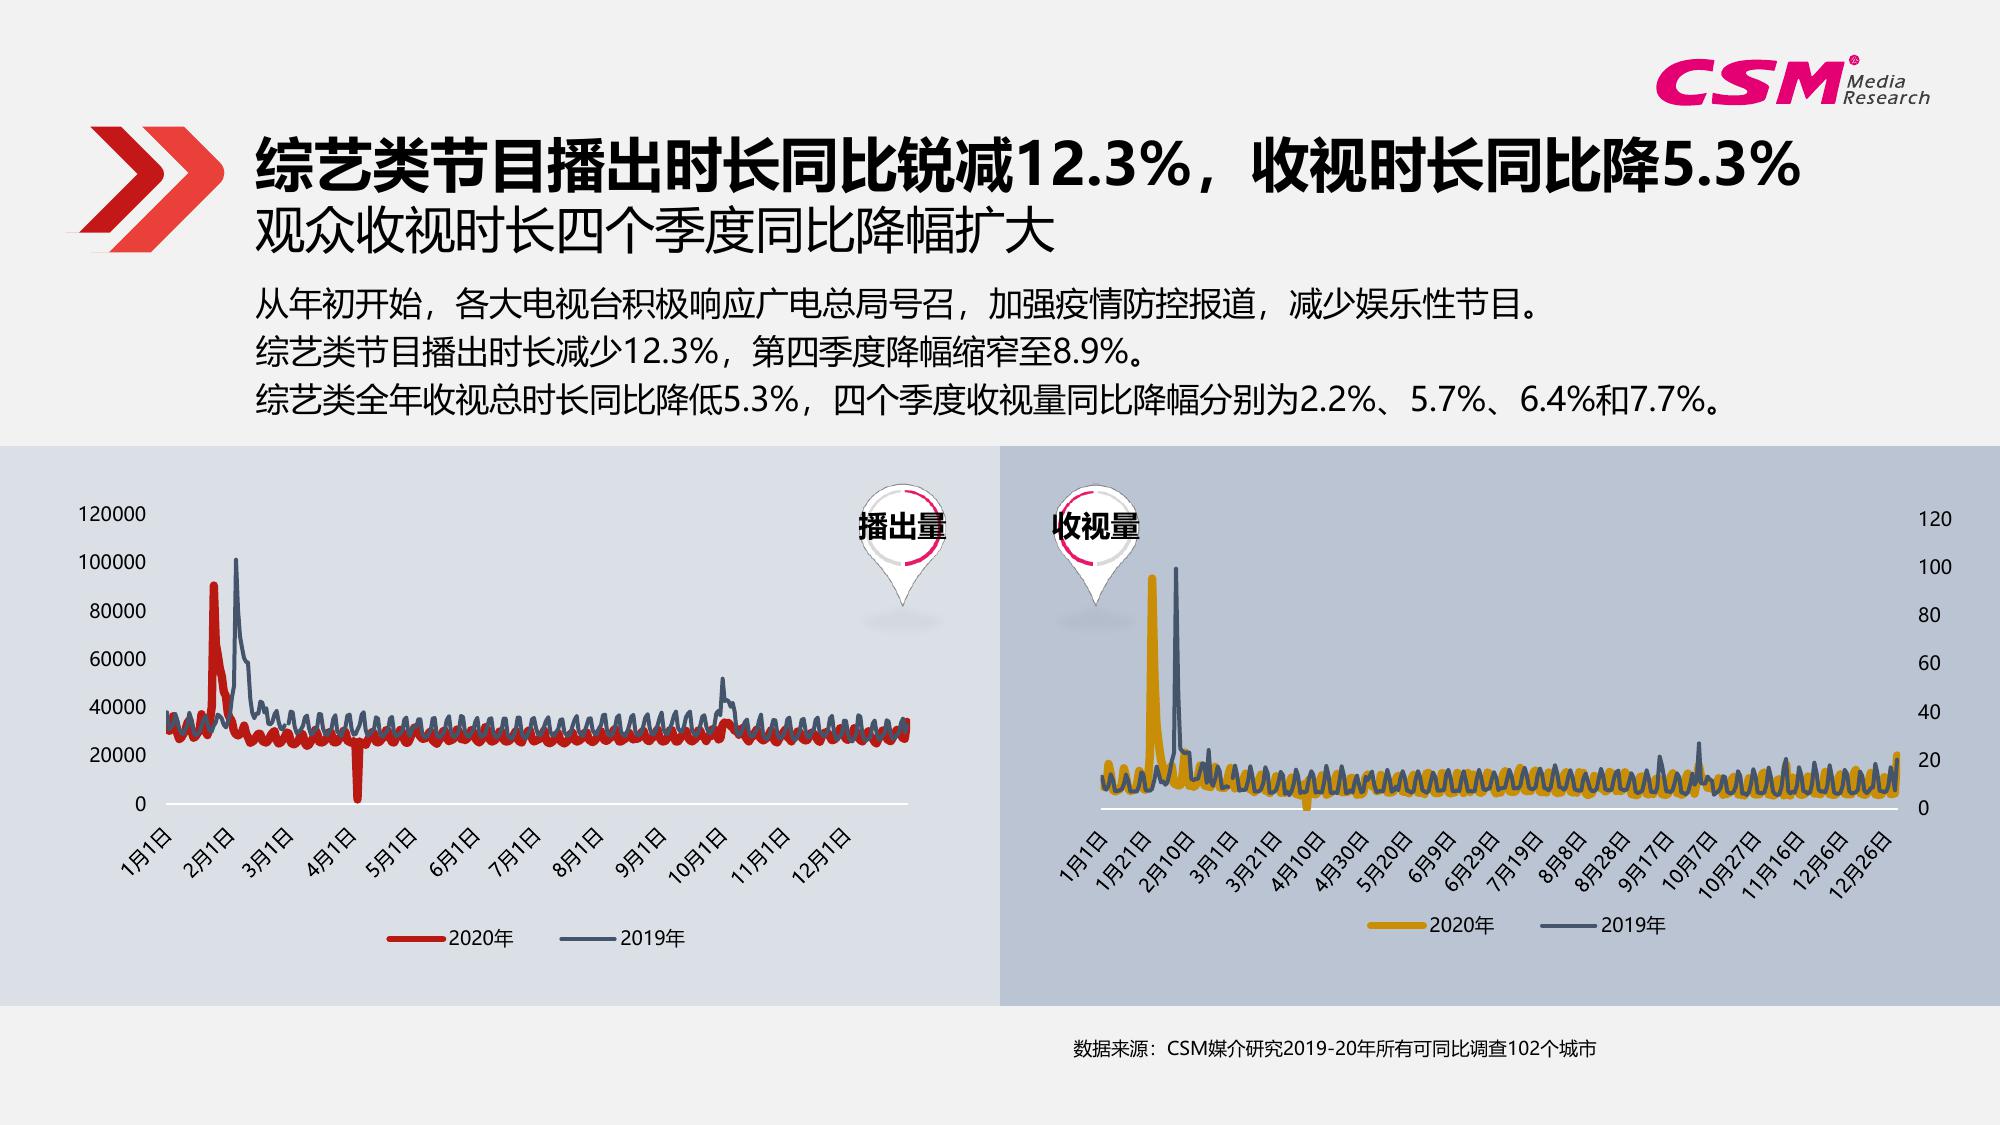 CSM Media
Research
综艺类节目播出时长同比锐减12.3%，收视时长同比降5.3%
观众收视时长四个季度同比降幅扩大
从年初开始，各大电视台积极响应广电总局号召，加强疫情防控报道，减少娱乐性节目。
综艺类节目播出时长减少12.3%，第四季度降幅缩窄至8.9%。
综艺类全年收视总时长同比降低5.3%，四个季度收视量同比降幅分别为2.2%、5.7%、6.4%和7.7%。
播出量
120000
100000
80000
60000
40000
20000
0
1月1日
2月1日
3月1日
4月1日
5月1日
6月1日
7月1日
8月1日
9月1日
10月1日
11月1日
12月1日
2020年
2019年
收视量
120
100
80
60
40
20
0
1月1日
1月21日
2月10日
3月1日
3月21日
4月10日
4月30日
5月20日
6月9日
6月29日
7月19日
8月8日
8月28日
9月17日
10月7日
10月27日
11月16日
12月6日
12月26日
2020年
2019年
数据来源：CSM媒介研究2019-20年所有可同比调查102个城市